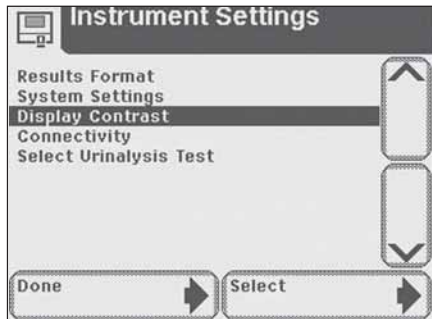 Instrument Settings
Results Format
System Settings
Display Contrast
Connectivity
Select Urinalysis Test
Done
Select